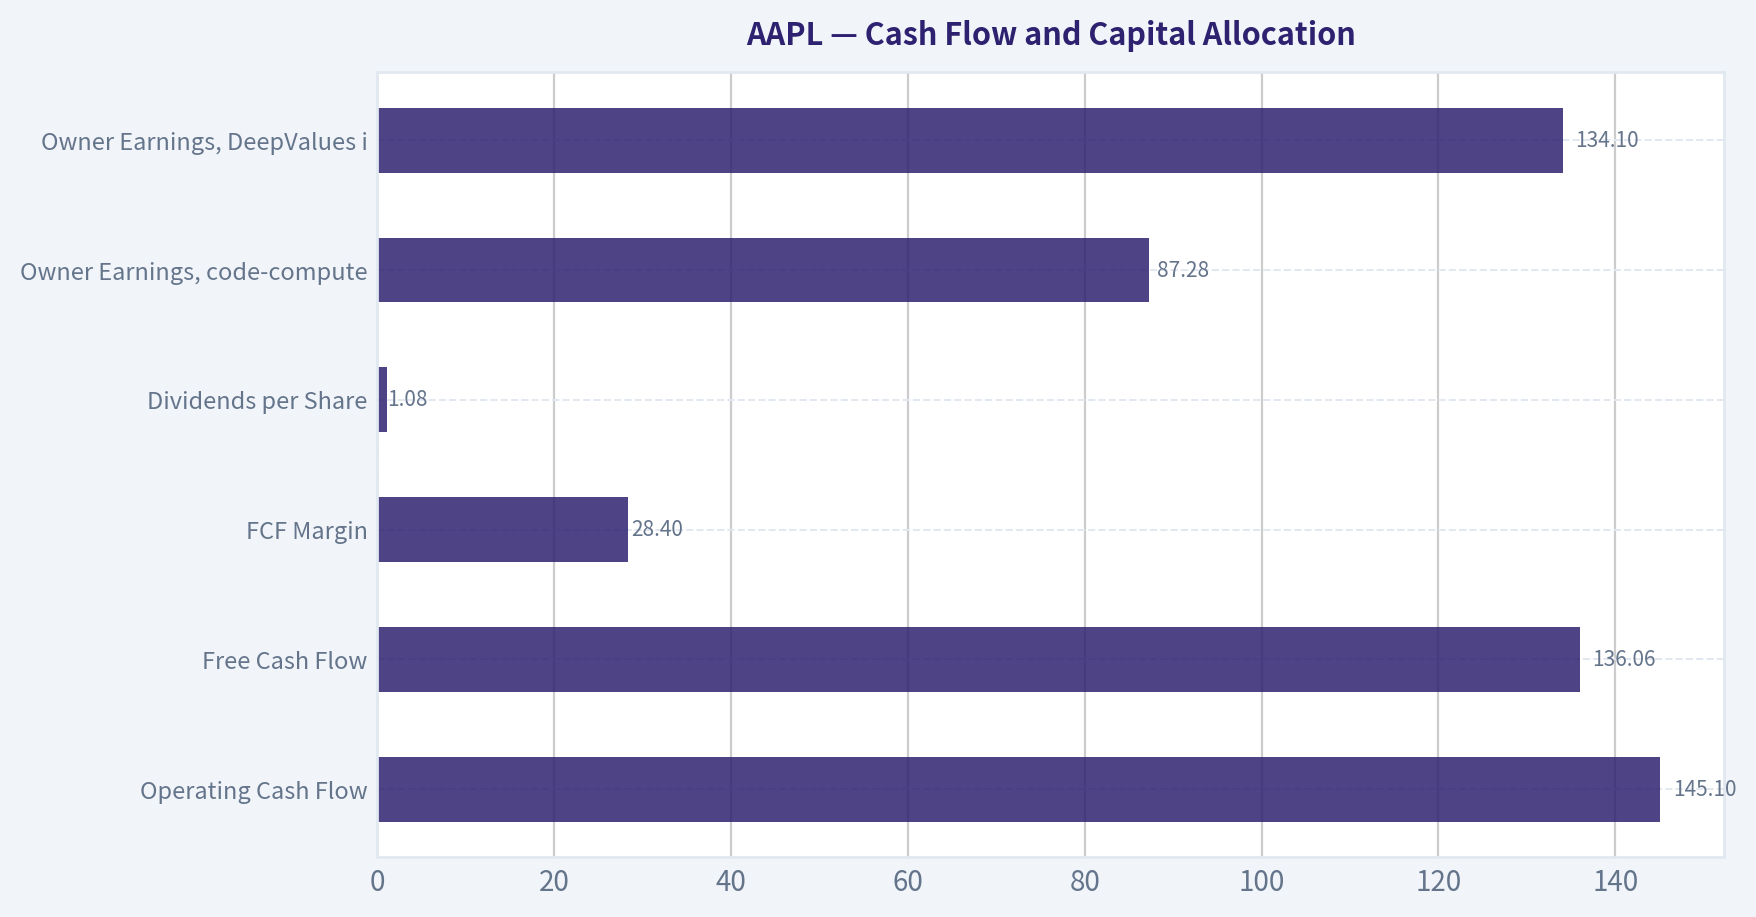 AAPL — Cash Flow and Capital Allocation
Owner Earnings, DeepValues i
134.10
Owner Earnings, code-compute
87.28
Dividends per Share
1.08
FCF Margin
28.40
Free Cash Flow
136.06
Operating Cash Flow
145.10
0 20 40 60 80 100 120 140